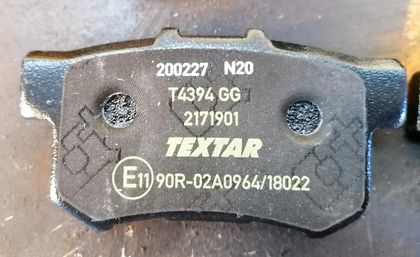 200227 N20
T4394 GG
2171901
TEXTAR
E11 90R-02A0964/18022